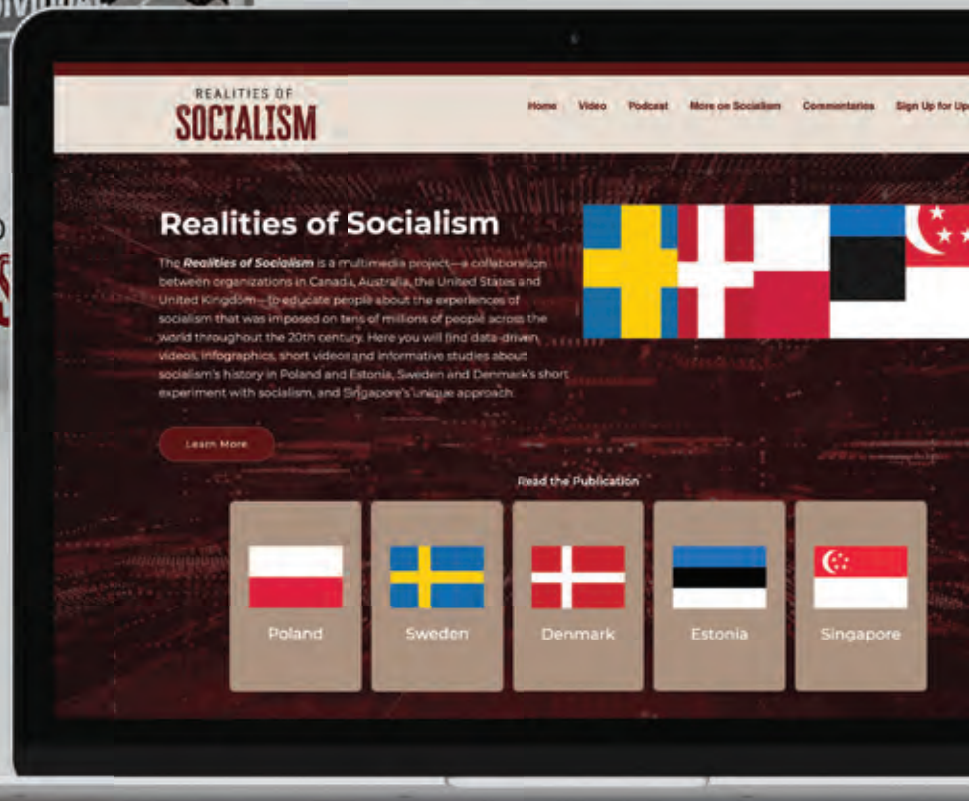 REALITIES OF
SOCIALISM
Home Video Podcast More on Socialism Commentaries Sign Up for Up
Realities of Socialism
The Realities of Socialism is a multimedia project—a collaboration
between organizations in Canada, Australia, the United States and
United Kingdom—to educate people about the experiences of
socialism that was imposed on tens of millions of people across the
world throughout the 20th century. Here you will find data-driven
videos, infographics, short videos and informative studies about
socialism's history in Poland and Estonia, Sweden and Denmark's short
experiment with socialism, and Singapore's unique approach.
Learn More
Read the Publication
Poland Sweden Denmark Estonia Singapore